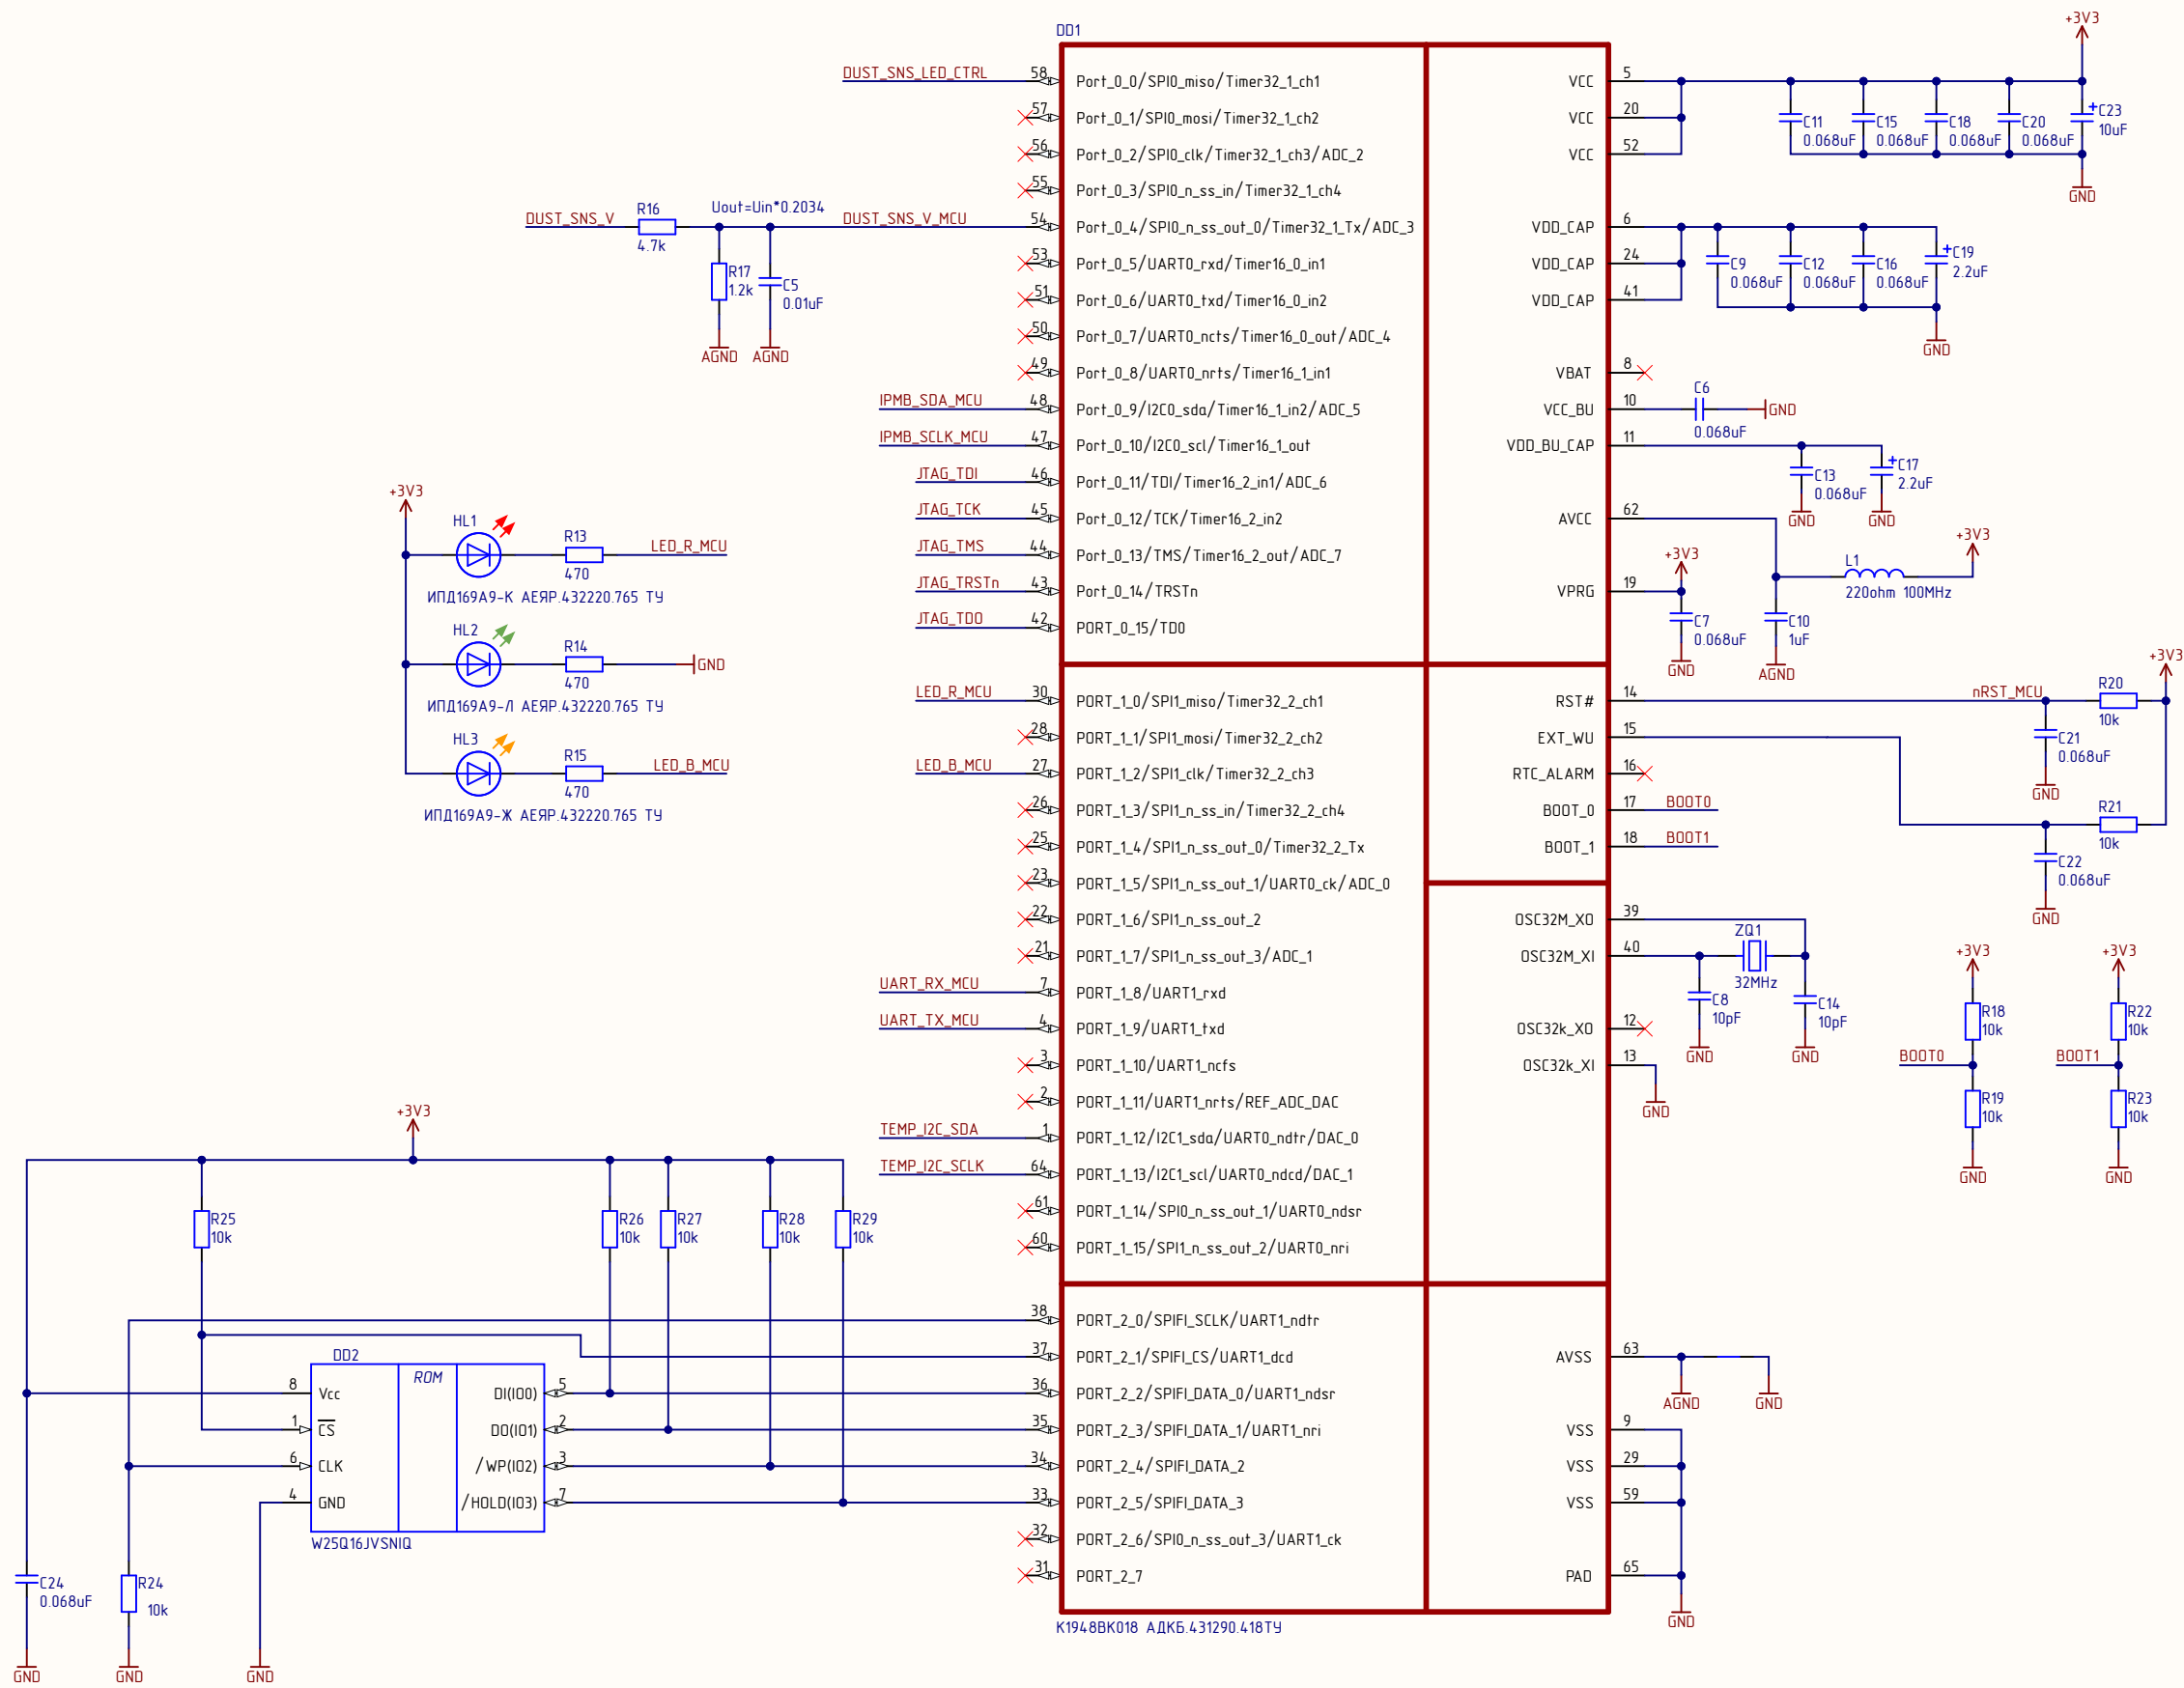 DD1
DUST_SNS_LED_CTRL
58 Port_0_0/SPI0_miso/Timer32_1_ch1
57 Port_0_1/SPI0_mosi/Timer32_1_ch2
56 Port_0_2/SPI0_clk/Timer32_1_ch3/ADC_2
55 Port_0_3/SPI0_n_ss_in/Timer32_1_ch4
DUST_SNS_V
R16
4.7k
Uout=Uin*0.2034
DUST_SNS_V_MCU
54 Port_0_4/SPI0_n_ss_out_0/Timer32_1_Tx/ADC_3
R17
1.2k
C5
0.01uF
AGND
AGND
53 Port_0_5/UART0_rxd/Timer16_0_in1
51 Port_0_6/UART0_txd/Timer16_0_in2
50 Port_0_7/UART0_ncts/Timer16_0_out/ADC_4
49 Port_0_8/UART0_nrts/Timer16_1_in1
IPMB_SDA_MCU
48 Port_0_9/I2C0_sda/Timer16_1_in2/ADC_5
IPMB_SCLK_MCU
47 Port_0_10/I2C0_scl/Timer16_1_out
JTAG_TDI
46 Port_0_11/TDI/Timer16_2_in1/ADC_6
JTAG_TCK
45 Port_0_12/TCK/Timer16_2_in2
JTAG_TMS
44 Port_0_13/TMS/Timer16_2_out/ADC_7
JTAG_TRSTn
43 Port_0_14/TRSTn
JTAG_TDO
42 PORT_0_15/TDO
+3V3
HL1
R13
470
LED_R_MCU
ИПД169А9-К АЕЯР.432220.765 ТУ
HL2
R14
470
GND
ИПД169А9-Л АЕЯР.432220.765 ТУ
HL3
R15
470
LED_B_MCU
ИПД169А9-Ж АЕЯР.432220.765 ТУ
LED_R_MCU
30 PORT_1_0/SPI1_miso/Timer32_2_ch1
28 PORT_1_1/SPI1_mosi/Timer32_2_ch2
LED_B_MCU
27 PORT_1_2/SPI1_clk/Timer32_2_ch3
26 PORT_1_3/SPI1_n_ss_in/Timer32_2_ch4
25 PORT_1_4/SPI1_n_ss_out_0/Timer32_2_Tx
23 PORT_1_5/SPI1_n_ss_out_1/UART0_ck/ADC_0
22 PORT_1_6/SPI1_n_ss_out_2
21 PORT_1_7/SPI1_n_ss_out_3/ADC_1
UART_RX_MCU
7 PORT_1_8/UART1_rxd
UART_TX_MCU
4 PORT_1_9/UART1_txd
3 PORT_1_10/UART1_ncfs
2 PORT_1_11/UART1_nrts/REF_ADC_DAC
TEMP_I2C_SDA
1 PORT_1_12/I2C1_sda/UART0_ndtr/DAC_0
TEMP_I2C_SCLK
64 PORT_1_13/I2C1_scl/UART0_ndcd/DAC_1
61 PORT_1_14/SPI0_n_ss_out_1/UART0_ndsr
60 PORT_1_15/SPI1_n_ss_out_2/UART0_nri
38 PORT_2_0/SPIFI_SCLK/UART1_ndtr
37 PORT_2_1/SPIFI_CS/UART1_dcd
36 PORT_2_2/SPIFI_DATA_0/UART1_ndsr
35 PORT_2_3/SPIFI_DATA_1/UART1_nri
34 PORT_2_4/SPIFI_DATA_2
33 PORT_2_5/SPIFI_DATA_3
32 PORT_2_6/SPI0_n_ss_out_3/UART1_ck
31 PORT_2_7
К1948ВК018 АДКБ.431290.418ТУ
+3V3
R25
10k
R26
10k
R27
10k
R28
10k
R29
10k
DD2
ROM
8 Vcc
1 CS
6 CLK
4 GND
DI(IO0) 5
DO(IO1) 2
/WP(IO2) 3
/HOLD(IO3) 7
W25Q16JVSNIQ
C24
0.068uF
R24
10k
GND
GND
GND
VCC 5
VCC 20
VCC 52
+3V3
C11
0.068uF
C15
0.068uF
C18
0.068uF
C20
0.068uF
+
C23
10uF
GND
VDD_CAP 6
VDD_CAP 24
VDD_CAP 41
C9
0.068uF
C12
0.068uF
C16
0.068uF
+
C19
2.2uF
GND
VBAT 8
VCC_BU 10
C6
0.068uF
GND
VDD_BU_CAP 11
C13
0.068uF
+
C17
2.2uF
GND
GND
AVCC 62
+3V3
L1
220ohm 100MHz
C10
1uF
AGND
VPRG 19
+3V3
C7
0.068uF
GND
RST# 14
nRST_MCU
R20
10k
+3V3
C21
0.068uF
GND
EXT_WU 15
R21
10k
C22
0.068uF
GND
RTC_ALARM 16
BOOT_0 17 BOOT0
BOOT_1 18 BOOT1
OSC32M_XO 39
OSC32M_XI 40
ZQ1
32MHz
C8
10pF
C14
10pF
GND
GND
OSC32k_XO 12
OSC32k_XI 13
GND
+3V3
R18
10k
BOOT0
R19
10k
GND
+3V3
R22
10k
BOOT1
R23
10k
GND
AVSS 63
AGND
GND
VSS 9
VSS 29
VSS 59
PAD 65
GND